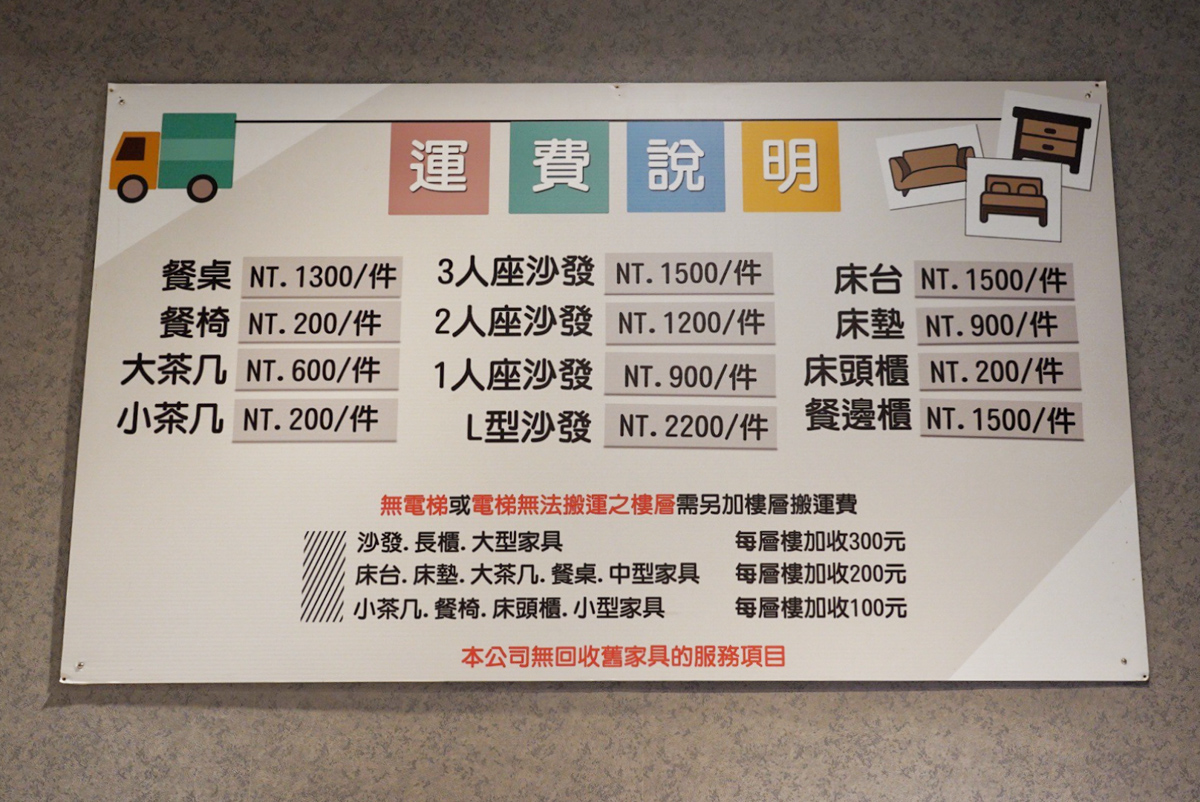 運費說明
餐桌 NT.1300/件
餐椅 NT.200/件
大茶几 NT.600/件
小茶几 NT.200/件
3人座沙發 NT.1500/件
2人座沙發 NT.1200/件
1人座沙發 NT.900/件
L型沙發 NT.2200/件
床台 NT.1500/件
床墊 NT.900/件
床頭櫃 NT.200/件
餐邊櫃 NT.1500/件
無電梯或電梯無法搬運之樓層需另加樓層搬運費
沙發.長櫃.大型家具 每層樓加收300元
床台.床墊.大茶几.餐桌.中型家具 每層樓加收200元
小茶几.餐椅.床頭櫃.小型家具 每層樓加收100元
本公司無回收舊家具的服務項目